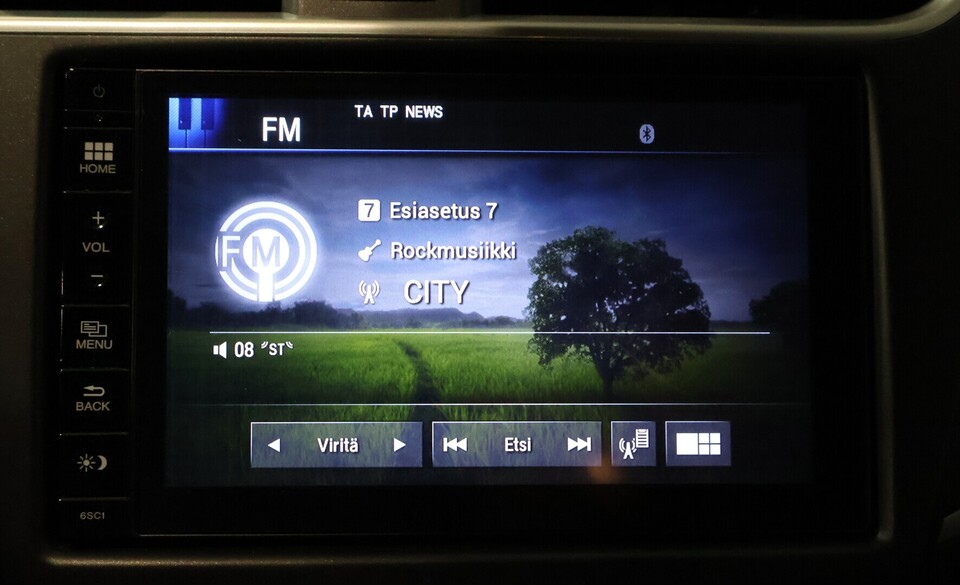 TA TP NEWS
FM
HOME
FM
7 Esiasetus 7
Rockmusiikki
+
VOL
-
CITY
MENU
08 "ST"
BACK
Viritä
Etsi
6SC1